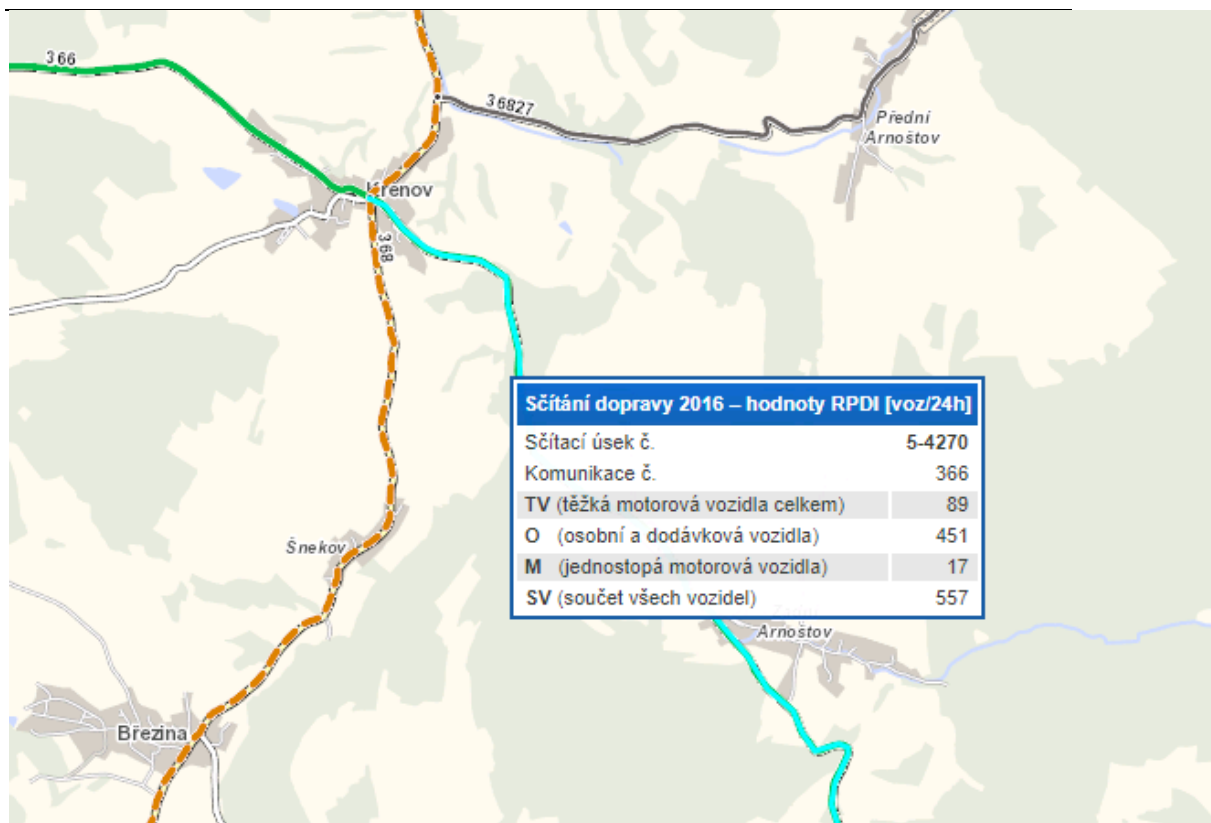 366
36827
Přední
Arnoštov
Křenov
368
Sčítání dopravy 2016 – hodnoty RPDI [voz/24h]
Sčítací úsek č. 5-4270
Komunikace č. 366
TV (těžká motorová vozidla celkem) 89
O (osobní a dodávková vozidla) 451
M (jednostopá motorová vozidla) 17
SV (součet všech vozidel) 557
Šnekov
Arnoštov
Březina